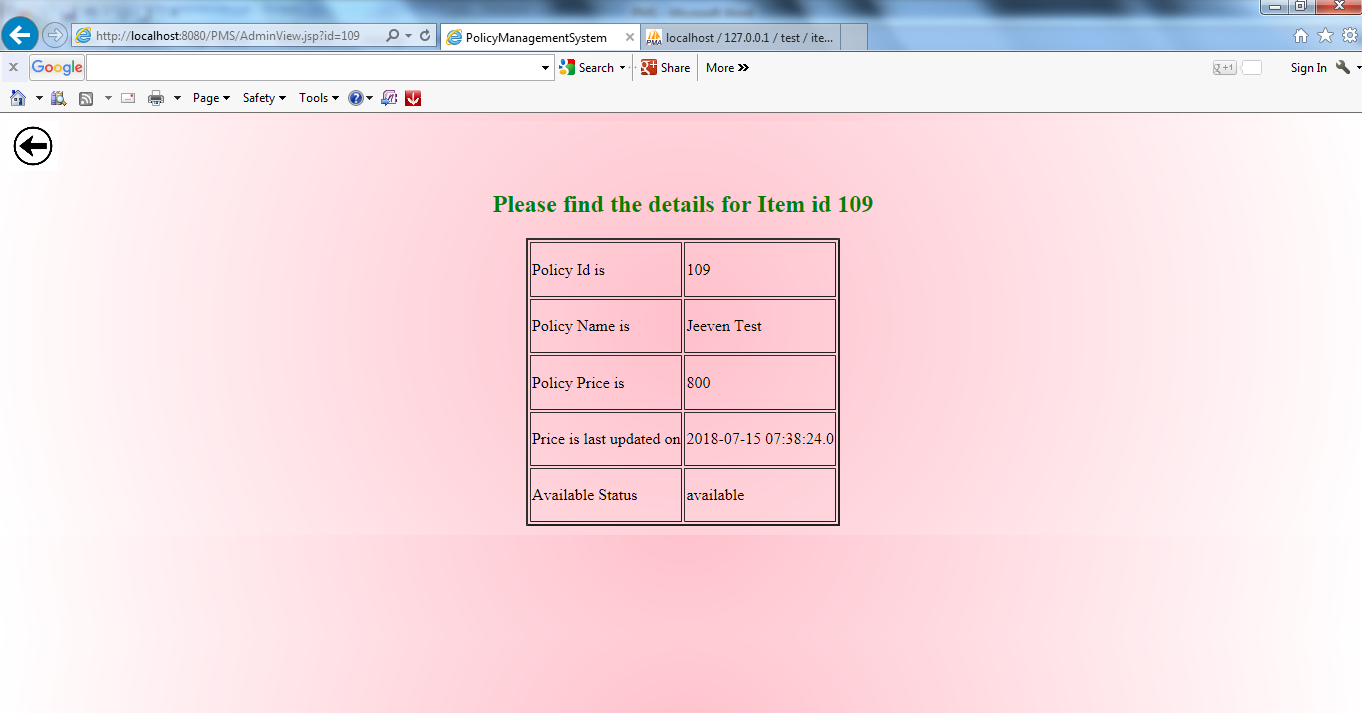 http://localhost:8080/PMS/AdminView.jsp?id=109
PolicyManagementSystem
PMA
localhost / 127.0.0.1 / test / ite...
x Google
Search
Share
More »
g +1
Sign In
Page
Safety
Tools
Please find the details for Item id 109
Policy Id is 109
Policy Name is Jeeven Test
Policy Price is 800
Price is last updated on 2018-07-15 07:38:24.0
Available Status available